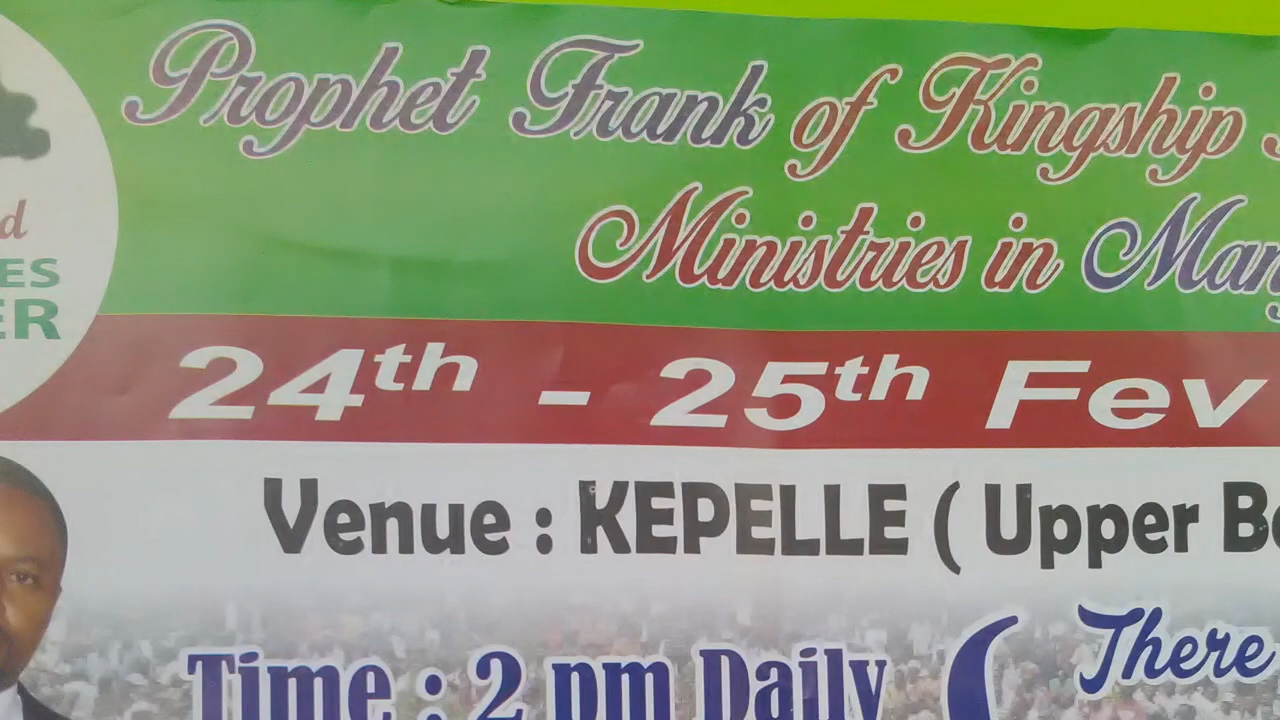 Prophet Frank of Kingship
Ministries in
24th - 25th Fev
Venue : KEPELLE ( Upper
Time : 2 pm Daily ( There